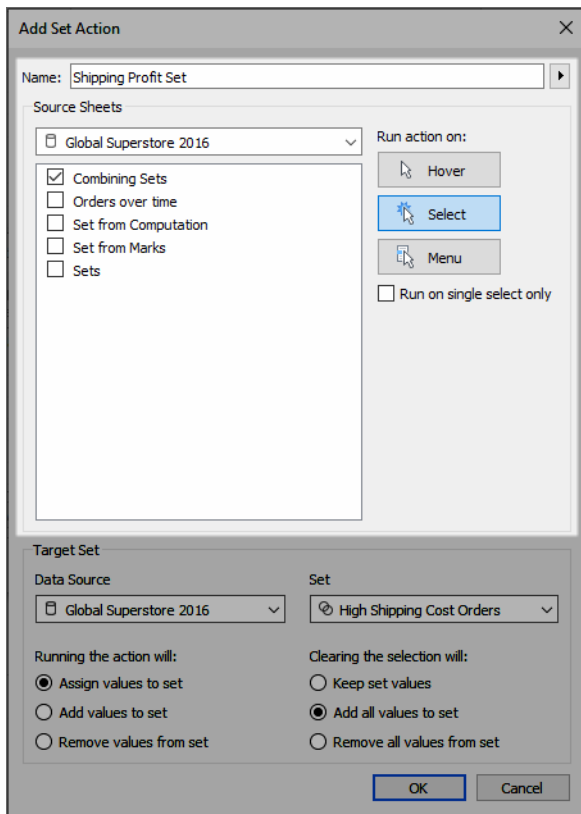 Add Set Action
Name: Shipping Profit Set
Source Sheets
Global Superstore 2016
Combining Sets
Orders over time
Set from Computation
Set from Marks
Sets
Run action on:
Hover
Select
Menu
Run on single select only
Target Set
Data Source
Global Superstore 2016
Set
High Shipping Cost Orders
Running the action will:
Assign values to set
Add values to set
Remove values from set
Clearing the selection will:
Keep set values
Add all values to set
Remove all values from set
OK
Cancel